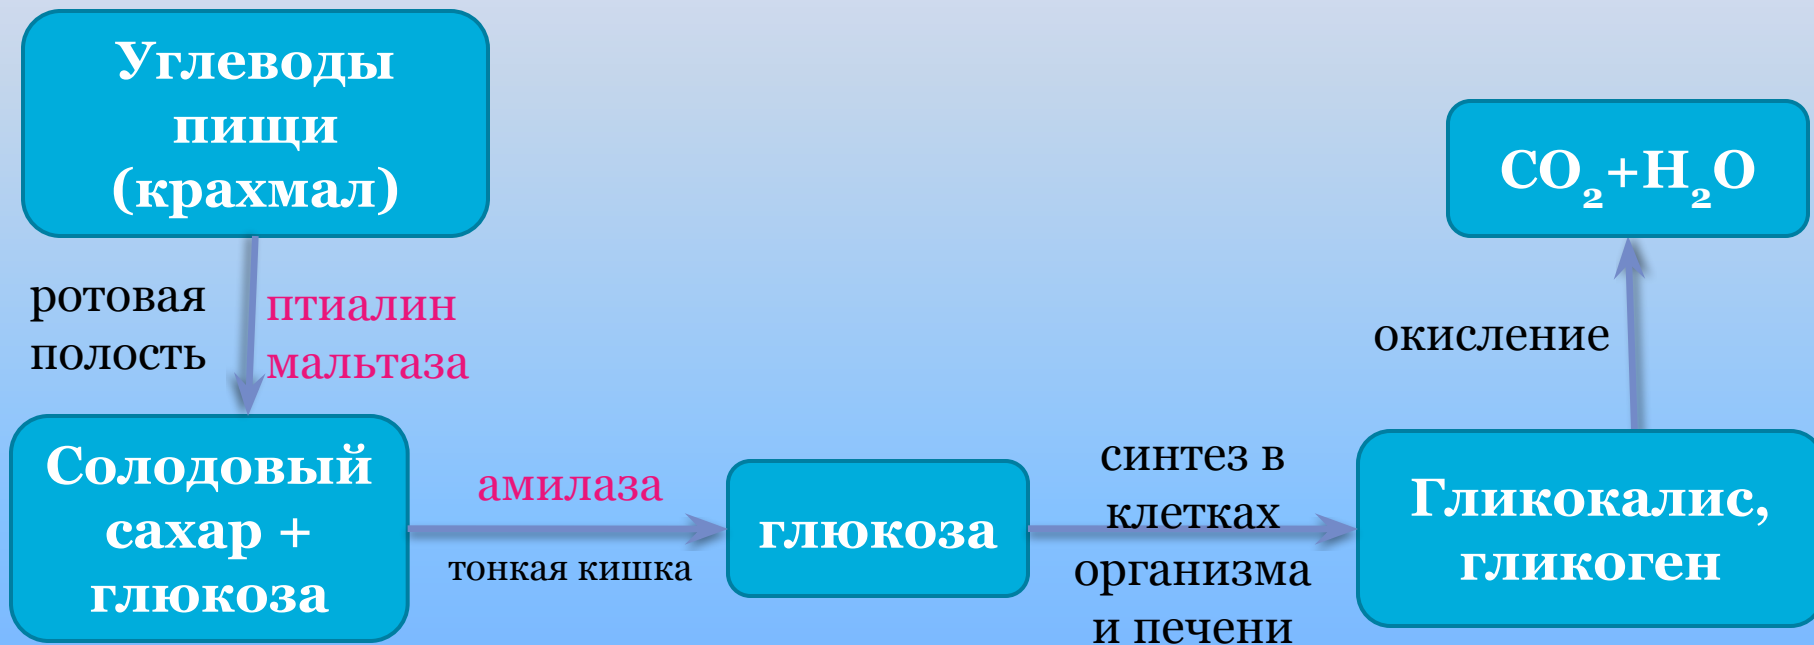 Углеводы
пищи
(крахмал)
ротовая
полость
птиалин
мальтаза
Солодовый
сахар +
глюкоза
амилаза
тонкая кишка
глюкоза
синтез в
клетках
организма
и печени
Гликокалис,
гликоген
окисление
CO₂+H₂O